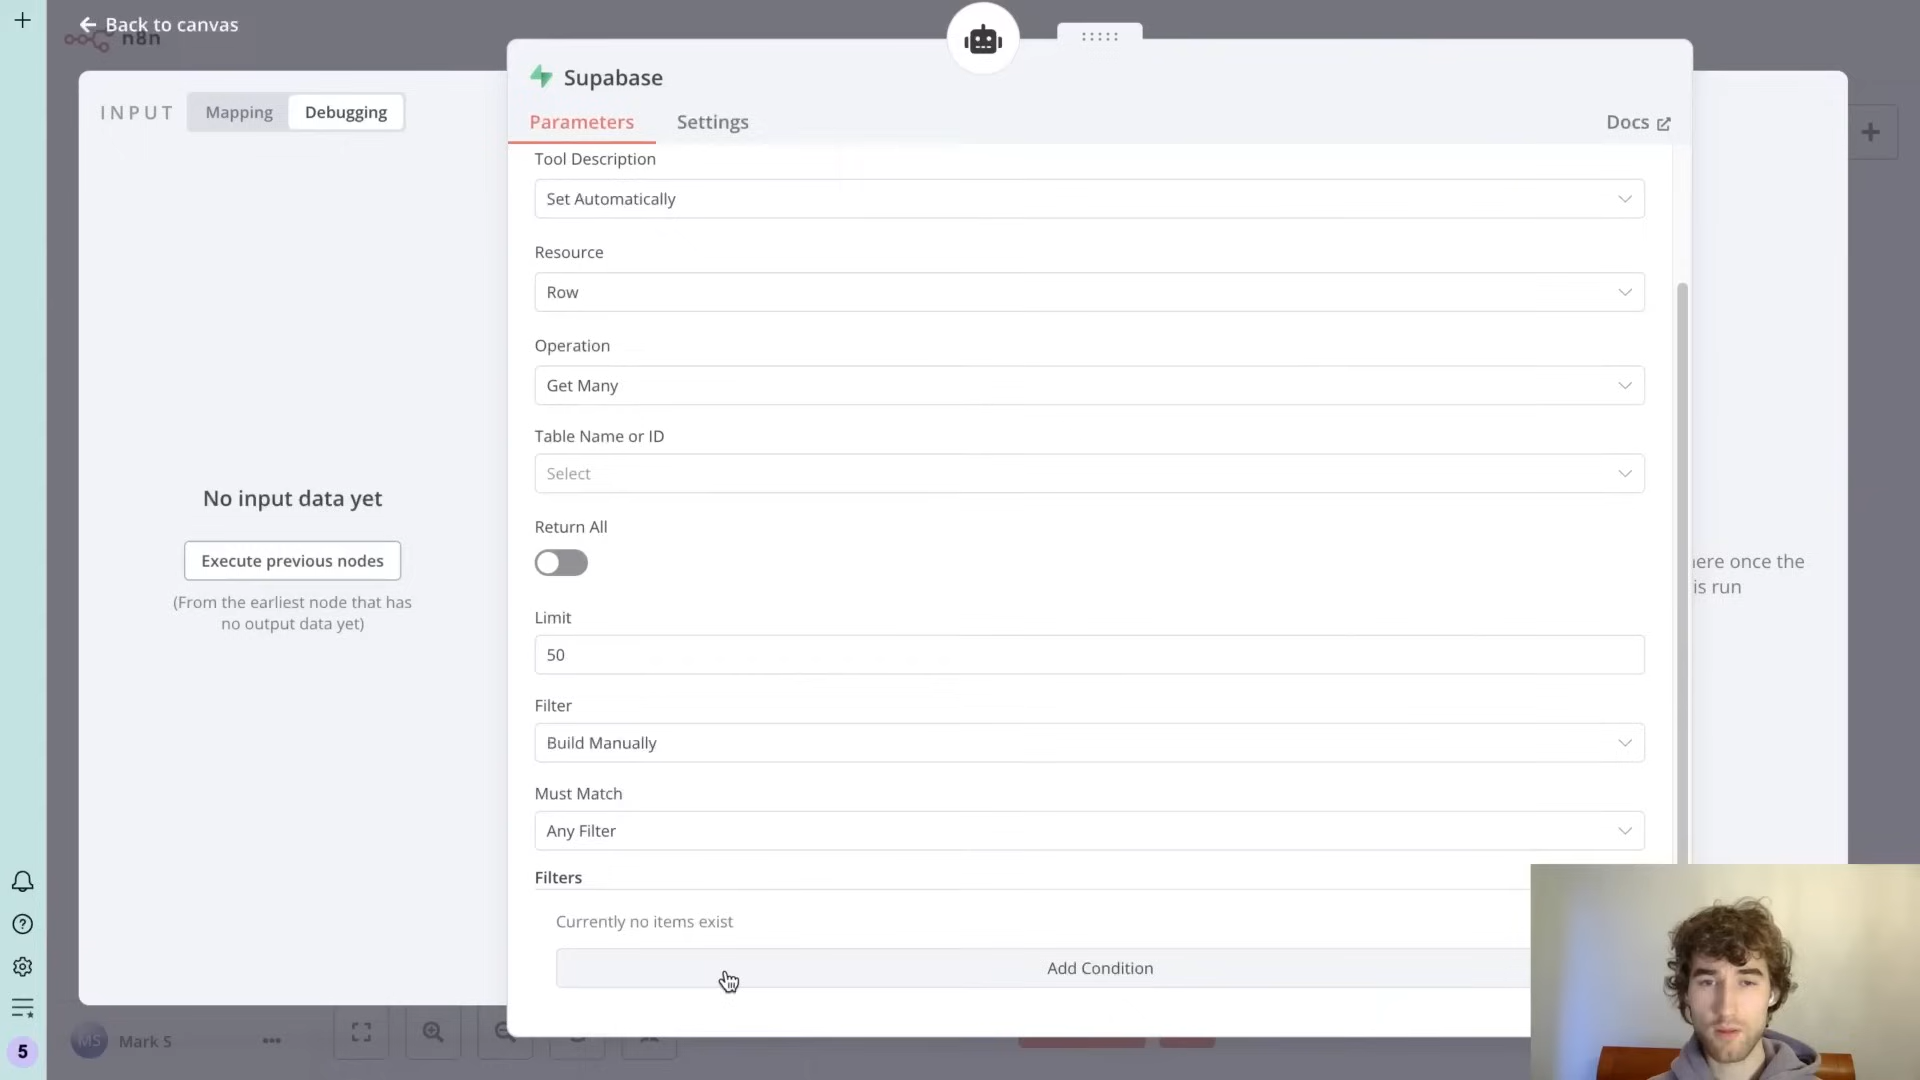 Back to canvas
n8n
Supabase
INPUT
Mapping
Debugging
Parameters
Settings
Docs
Tool Description
Set Automatically
Resource
Row
Operation
Get Many
Table Name or ID
Select
No input data yet
Return All
Execute previous nodes
(From the earliest node that has
no output data yet)
ere once the
is run
Limit
50
Filter
Build Manually
Must Match
Any Filter
Filters
Currently no items exist
Add Condition
MS
Mark S
5